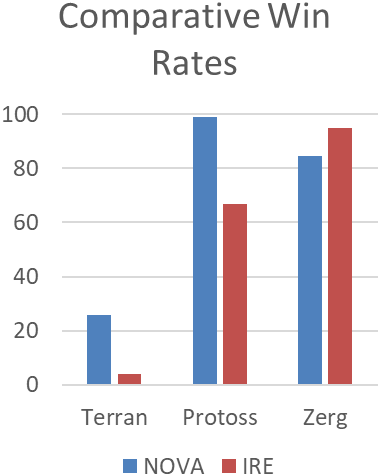 Comparative Win
Rates
100
80
60
40
20
0
Terran Protoss Zerg
NOVA IRE